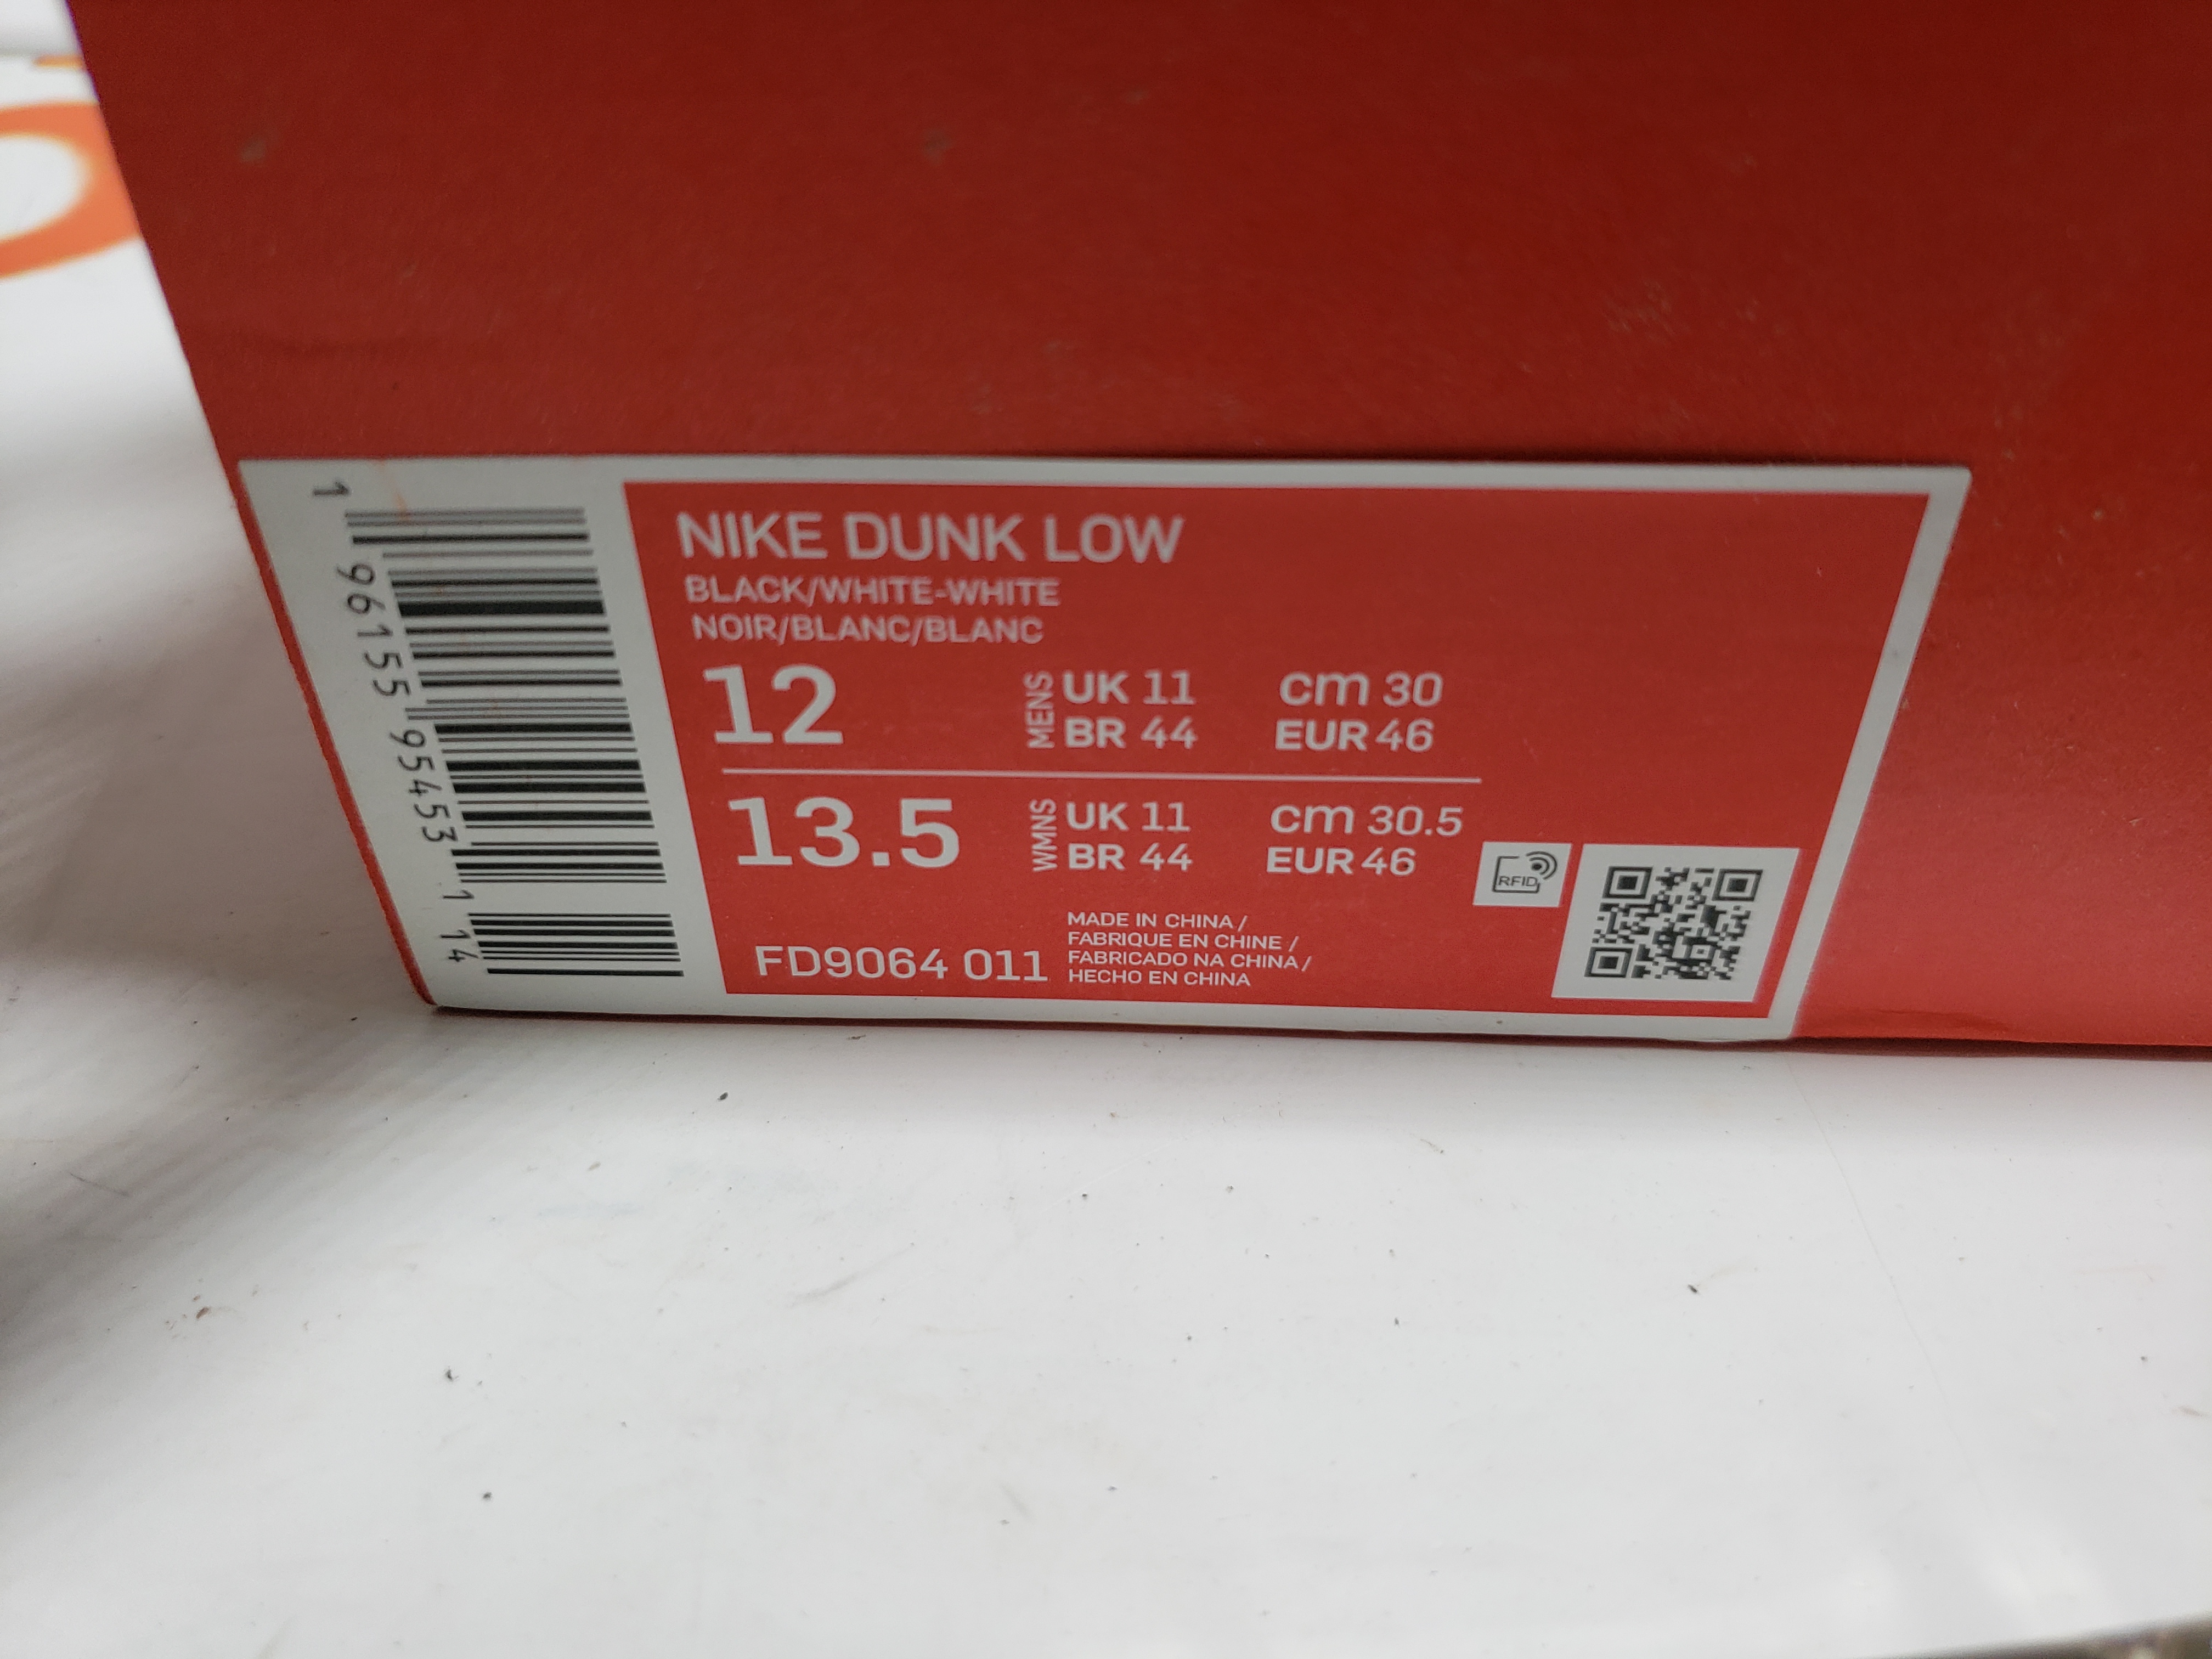 1 96155 95453 1 14
NIKE DUNK LOW
BLACK/WHITE-WHITE
NOIR/BLANC/BLANC
12 MENS UK 11 cm 30
BR 44 EUR 46
13.5 WMNS UK 11 cm 30.5
BR 44 EUR 46
RFID
FD9064 011
MADE IN CHINA /
FABRIQUE EN CHINE /
FABRICADO NA CHINA /
HECHO EN CHINA